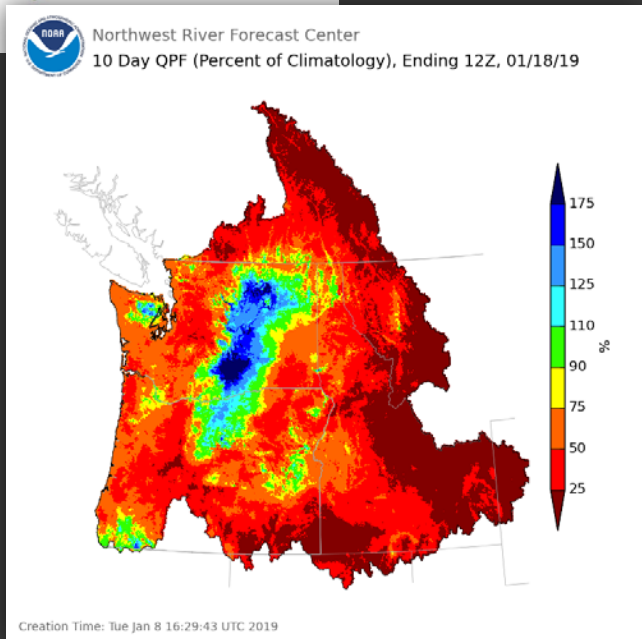 NOAA
Northwest River Forecast Center
10 Day QPF (Percent of Climatology), Ending 12Z, 01/18/19
175
150
125
110
90
75
50
25
%
Creation Time: Tue Jan 8 16:29:43 UTC 2019